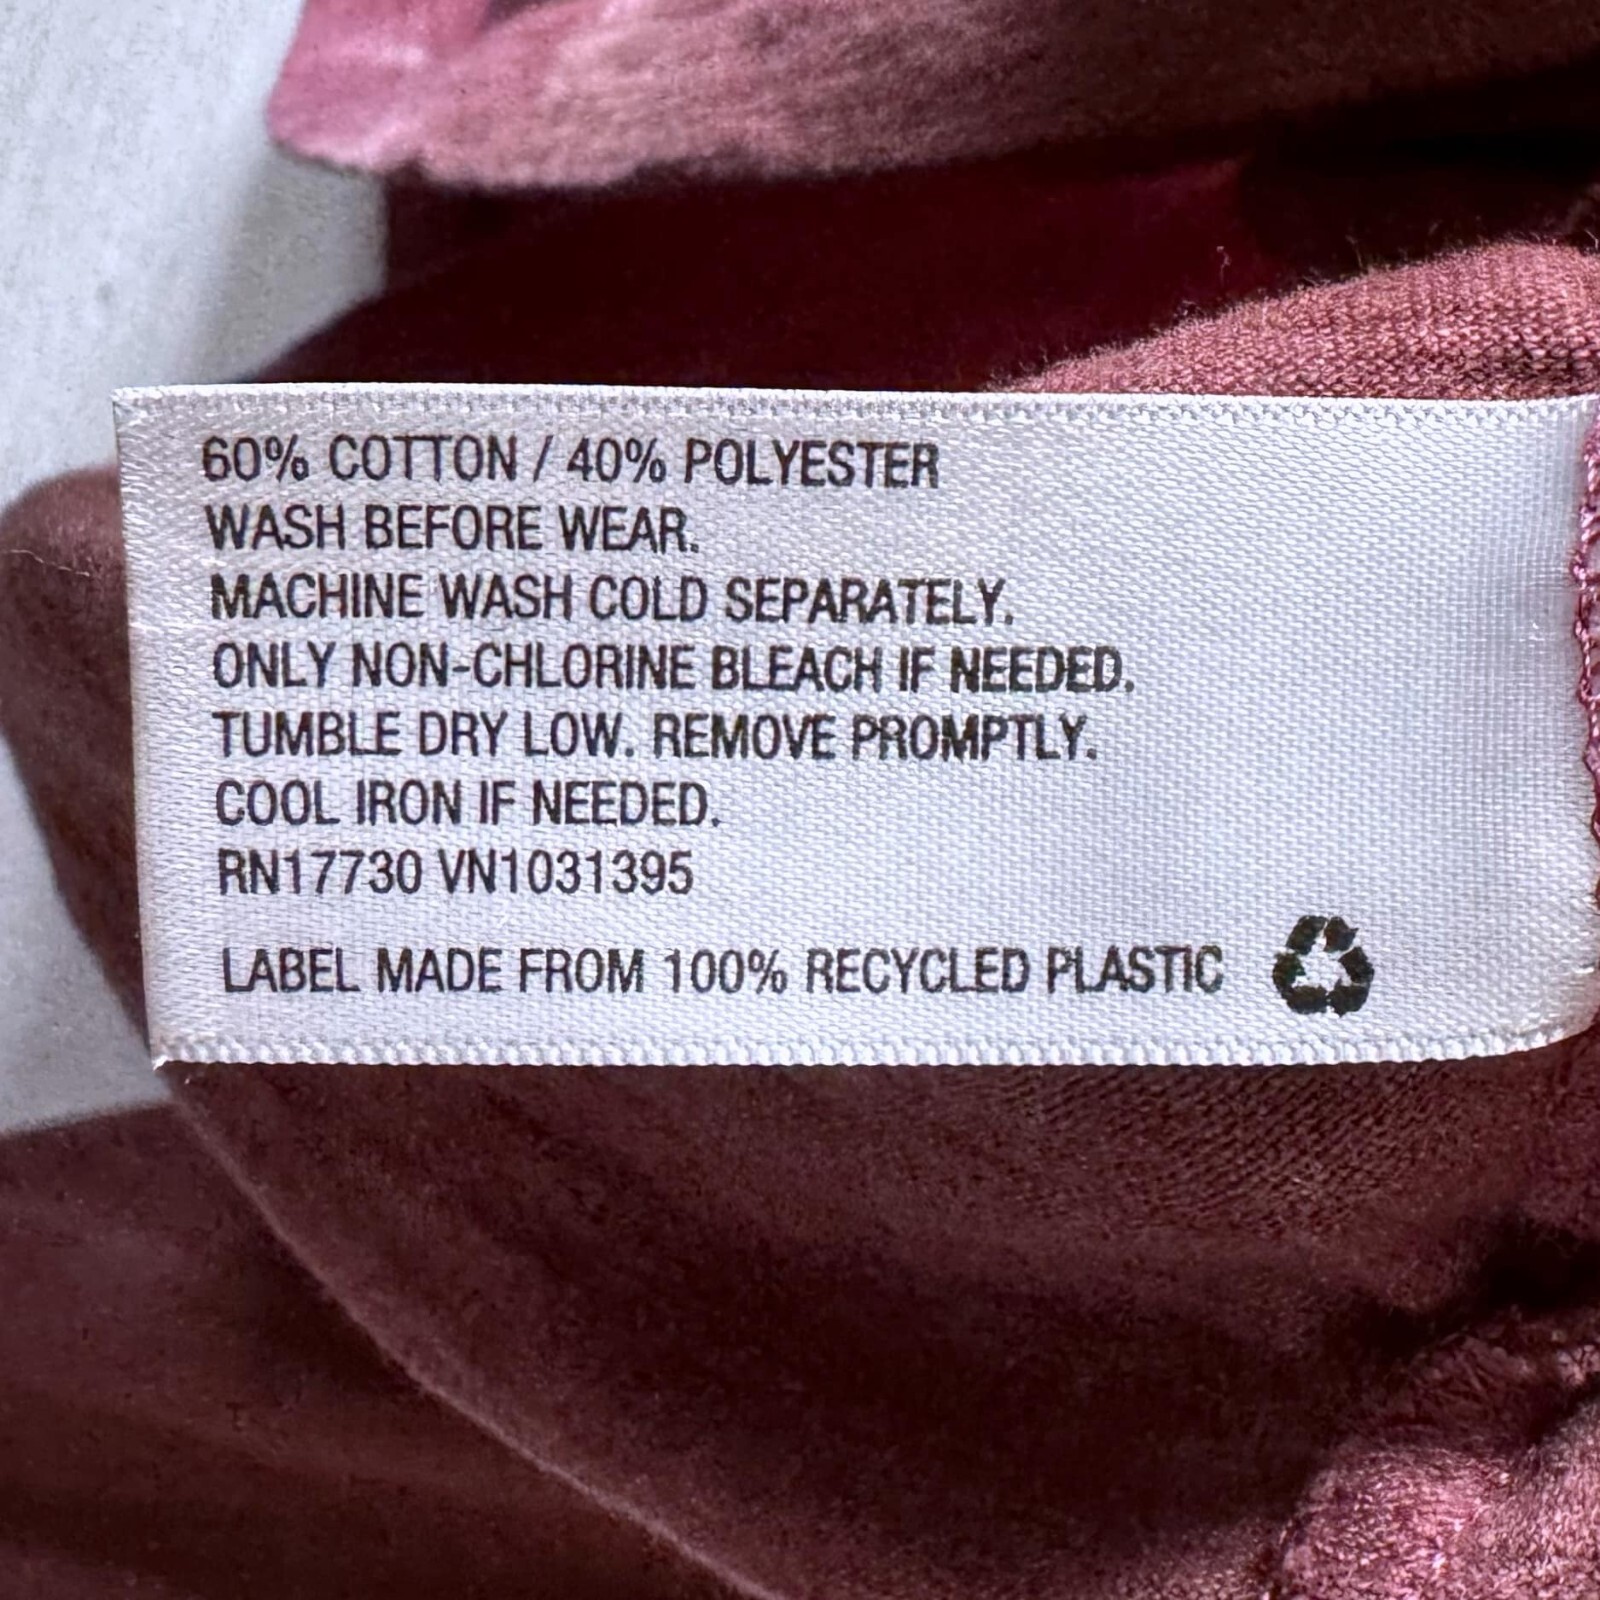 60% COTTON / 40% POLYESTER
WASH BEFORE WEAR.
MACHINE WASH COLD SEPARATELY.
ONLY NON-CHLORINE BLEACH IF NEEDED.
TUMBLE DRY LOW. REMOVE PROMPTLY.
COOL IRON IF NEEDED.
RN17730 VN1031395
LABEL MADE FROM 100% RECYCLED PLASTIC